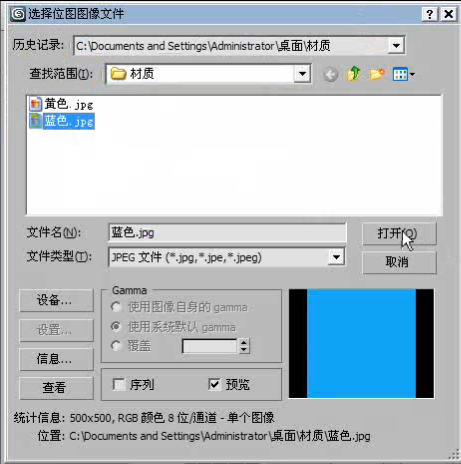 选择位图图像文件
历史记录: C:\Documents and Settings\Administrator\桌面\材质
查找范围(I): 材质
黄色.jpg
蓝色.jpg
文件名(N): 蓝色.jpg 打开(O)
文件类型(T): JPEG 文件 (*.jpg,*.jpe,*.jpeg) 取消
设备...
设置...
信息...
查看
Gamma
使用图像自身的 gamma
使用系统默认 gamma
覆盖
序列 预览
统计信息: 500x500, RGB 颜色 8 位/通道 - 单个图像
位置: C:\Documents and Settings\Administrator\桌面\材质\蓝色.jpg